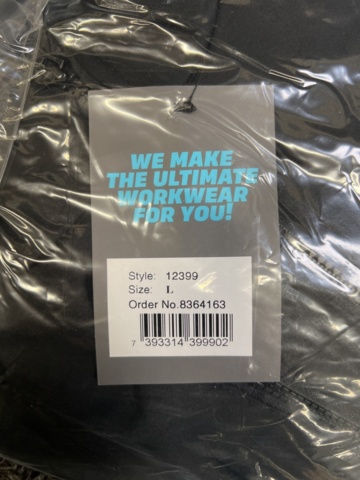 WE MAKE
THE ULTIMATE
WORKWEAR
FOR YOU!
Style: 12399
Size: L
Order No.8364163
7 393314 399902